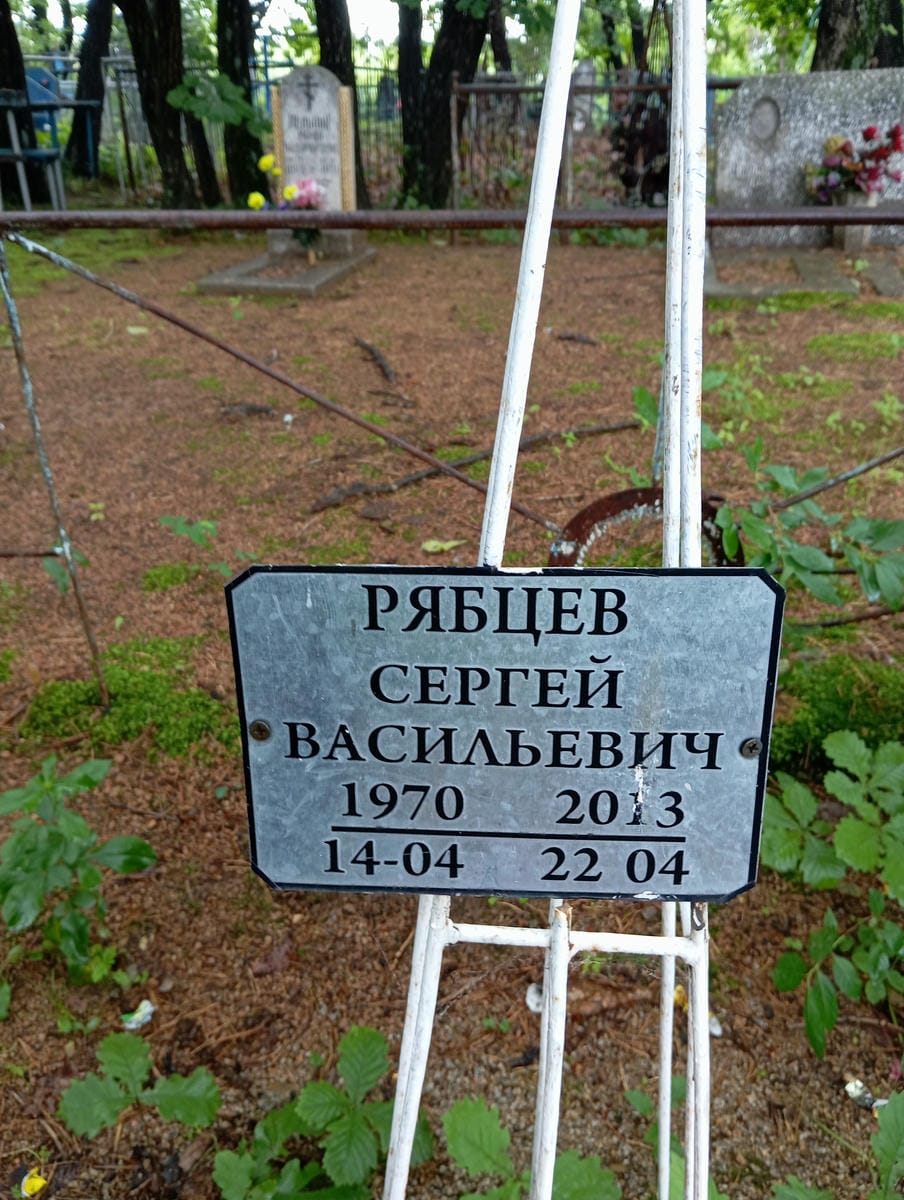 РЯБЦЕВ
СЕРГЕЙ
ВАСИЛЬЕВИЧ
1970 2013
14-04 22 04